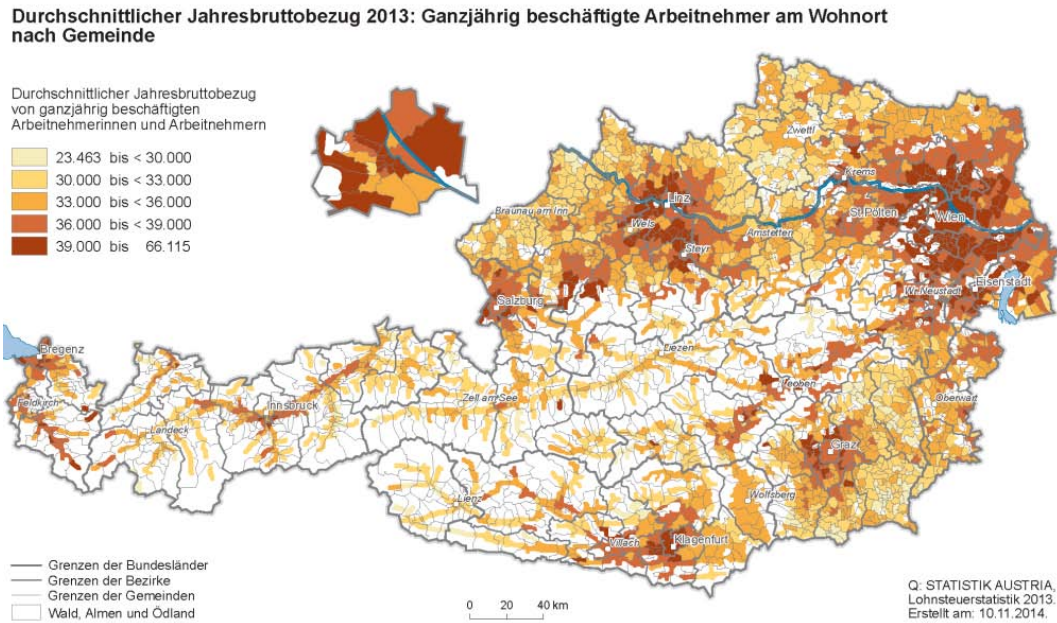 Durchschnittlicher Jahresbruttobezug 2013: Ganzjährig beschäftigte Arbeitnehmer am Wohnort
nach Gemeinde
Durchschnittlicher Jahresbruttobezug
von ganzjährig beschäftigten
Arbeitnehmerinnen und Arbeitnehmern
23.463 bis < 30.000
30.000 bis < 33.000
33.000 bis < 36.000
36.000 bis < 39.000
39.000 bis 66.115
Zwettl
Krems
Linz
Braunau am Inn
St.Pölten
Wien
Wels
Amstetten
Steyr
Eisenstadt
W.Neustadt
Salzburg
Liezen
Bregenz
Leoben
Zell am See
Oberwart
Feldkirch
Innsbruck
Landeck
Graz
Lienz
Wolfsberg
Villach
Klagenfurt
Grenzen der Bundesländer
Grenzen der Bezirke
Grenzen der Gemeinden
Wald, Almen und Ödland
0 20 40 km
Q: STATISTIK AUSTRIA,
Lohnsteuerstatistik 2013.
Erstellt am: 10.11.2014.